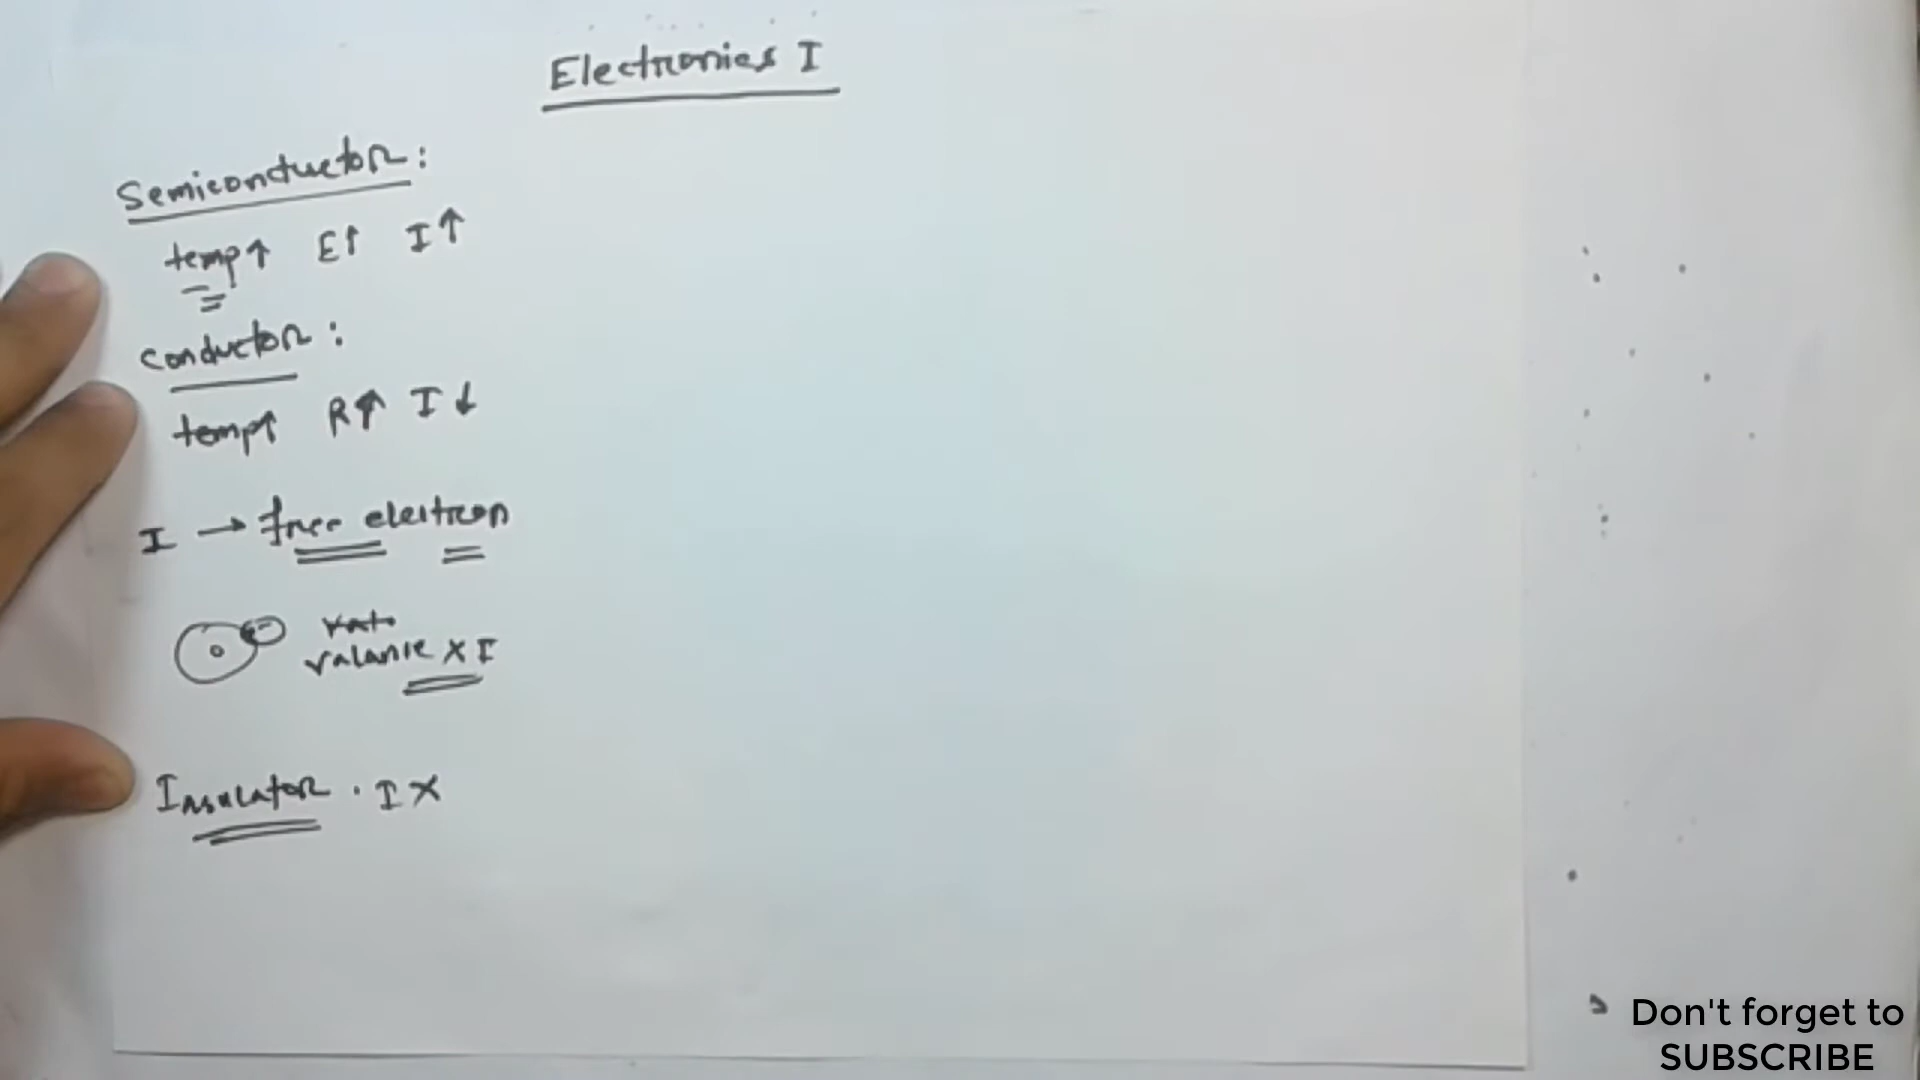 Electronics I
Semiconductor:
temp↑ E↑ I↑
conductor:
temp↑ R↑ I↓
I → free electron
valance X I
Insulator . I X
Don't forget to
SUBSCRIBE